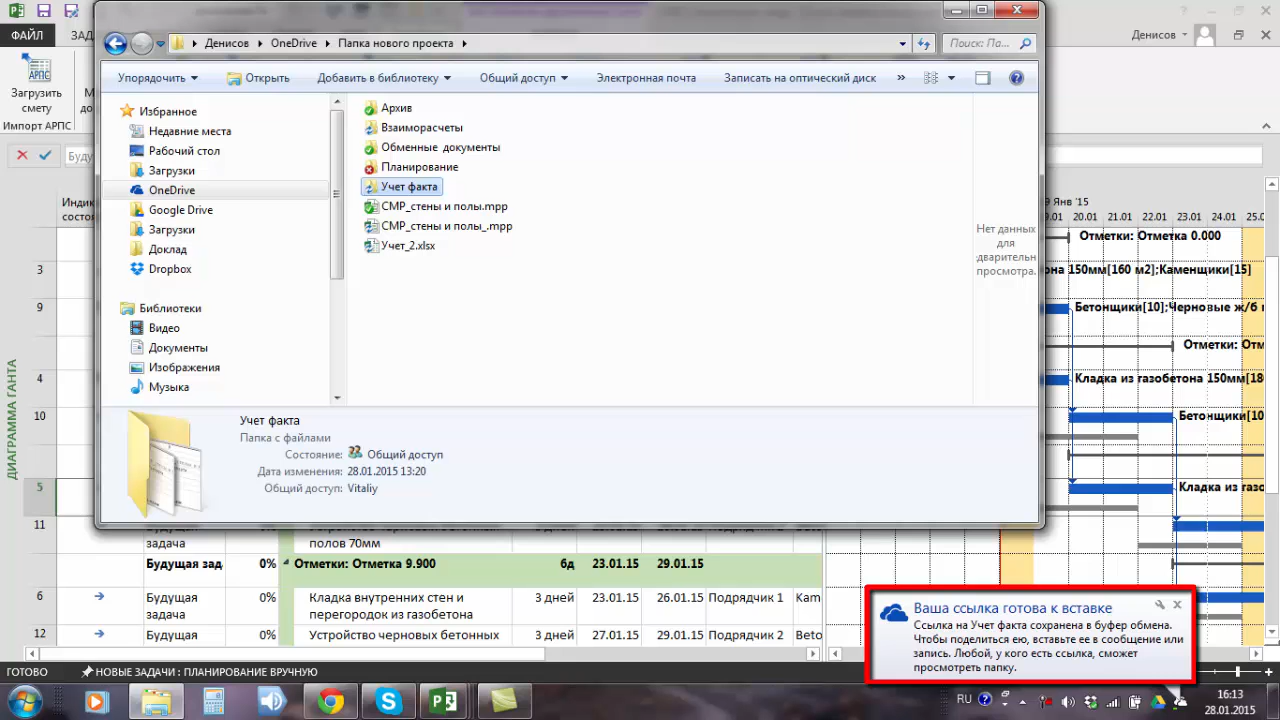 ФАЙЛ
Денисов
Загрузить
смету
Импорт АРПС
Денисов
OneDrive
Папка нового проекта
Поиск: Па...
Упорядочить
Открыть
Добавить в библиотеку
Общий доступ
Электронная почта
Записать на оптический диск
»
Избранное
Недавние места
Рабочий стол
Загрузки
OneDrive
Google Drive
Загрузки
Доклад
Dropbox
Библиотеки
Видео
Документы
Изображения
Музыка
Архив
Взаиморасчеты
Обменные документы
Планирование
Учет факта
СМР_стены и полы.mpp
СМР_стены и полы_.mpp
Учет_2.xlsx
Нет данных
для
предварительн
просмотра.
Учет факта
Папка с файлами
Состояние: Общий доступ
Дата изменения: 28.01.2015 13:20
Общий доступ: Vitaliy
ДИАГРАММА ГАНТА
3
9
4
10
5
11
6
12
9 Янв '15
20.01 21.01 22.01 23.01 24.01 25.0
Отметки: Отметка 0.000
она 150мм[160 м2];Каменщики[15]
Бетонщики[10];Черновые ж/б
Отметки: От
Кладка из газобетона 150мм[18
Бетонщики[10
Кладка из газо
задача полов 70мм
Будущая зад 0% Отметки: Отметка 9.900 6д 23.01.15 29.01.15
Будущая 0% Кладка внутренних стен и 3 дней 23.01.15 26.01.15 Подрядчик 1
задача перегородок из газобетона
Будущая 0% Устройство черновых бетонных 3 дней 27.01.15 29.01.15 Подрядчик 2
Ваша ссылка готова к вставке
Ссылка на Учет факта сохранена в буфер обмена.
Чтобы поделиться ею, вставьте ее в сообщение или
запись. Любой, у кого есть ссылка, сможет
просмотреть папку.
ГОТОВО
НОВЫЕ ЗАДАЧИ: ПЛАНИРОВАНИЕ ВРУЧНУЮ
RU
16:13
28.01.2015